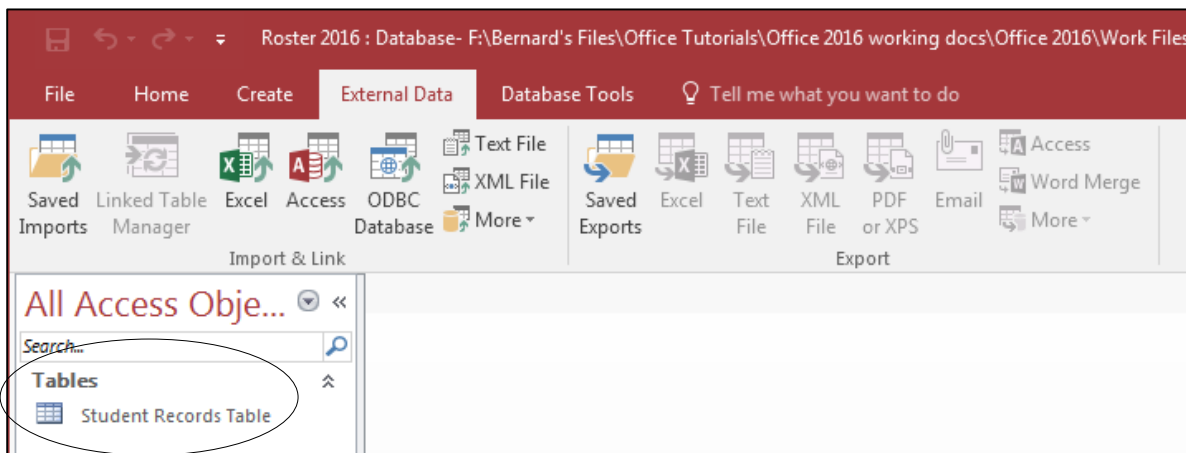 Roster 2016 : Database- F:\Bernard's Files\Office Tutorials\Office 2016 working docs\Office 2016\Work Files
File Home Create External Data Database Tools Tell me what you want to do
Saved Imports
Linked Table Manager
Excel
Access
ODBC Database
Text File
XML File
More
Import & Link
Saved Exports
Excel
Text File
XML File
PDF or XPS
Email
Access
Word Merge
More
Export
All Access Obje...
Search...
Tables
Student Records Table